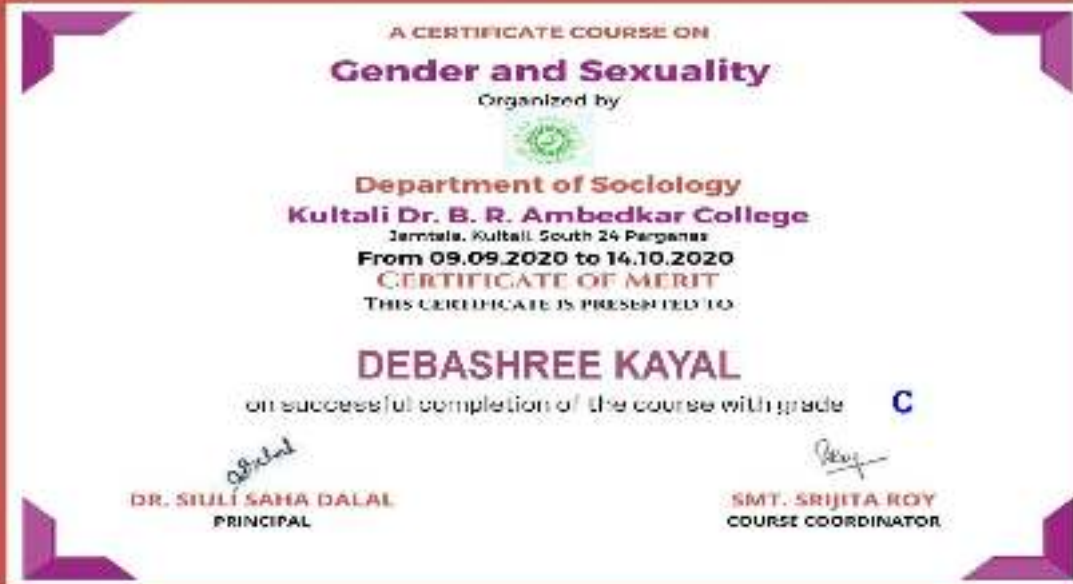 A CERTIFICATE COURSE ON
Gender and Sexuality
Organized by
Department of Sociology
Kultali Dr. B. R. Ambedkar College
Jamtala, Kultali, South 24 Parganas
From 09.09.2020 to 14.10.2020
CERTIFICATE OF MERIT
THIS CERTIFICATE IS PRESENTED TO
DEBASHREE KAYAL
on successful completion of the course with grade C
DR. SIULI SAHA DALAL SMT. SRIJITA ROY
PRINCIPAL COURSE COORDINATOR